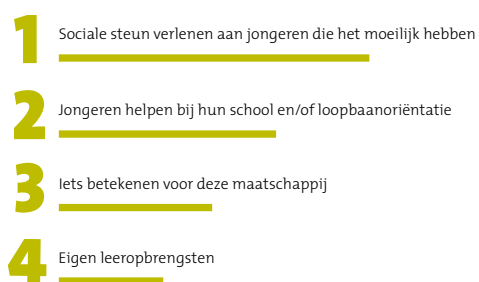 1 Sociale steun verlenen aan jongeren die het moeilijk hebben
2 Jongeren helpen bij hun school en/of loopbaanoriëntatie
3 Iets betekenen voor deze maatschappij
4 Eigen leeropbrengsten